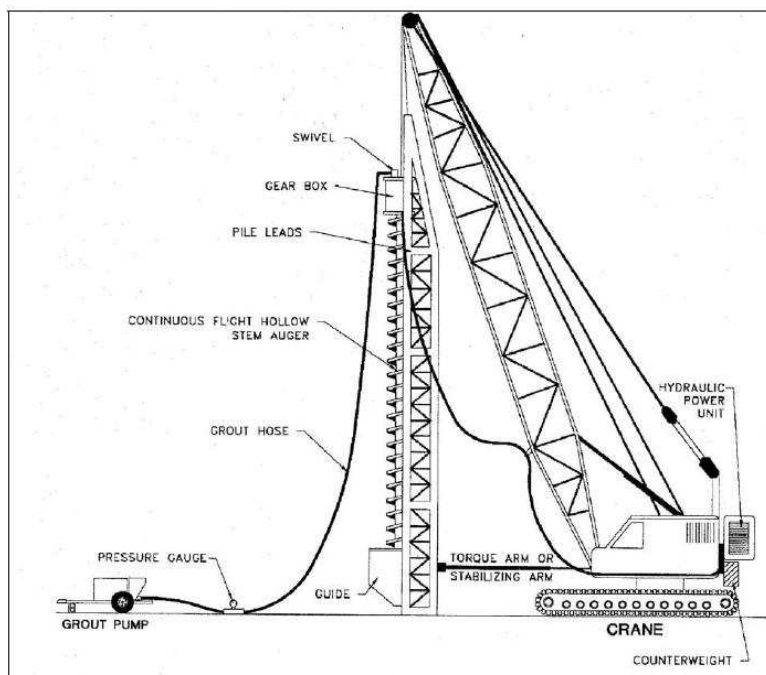 SWIVEL
GEAR BOX
PILE LEADS
CONTINUOUS FLIGHT HOLLOW
STEM AUGER
HYDRAULIC
POWER
UNIT
GROUT HOSE
PRESSURE GAUGE
TORQUE ARM OR
STABILIZING ARM
GUIDE
GROUT PUMP
CRANE
COUNTERWEIGHT